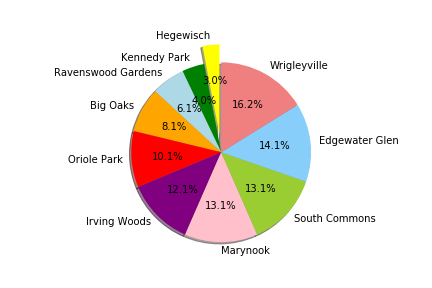 Hegewisch
3.0%
Kennedy Park
4.0%
Ravenswood Gardens
6.1%
Big Oaks
8.1%
Oriole Park
10.1%
Irving Woods
12.1%
Marynook
13.1%
South Commons
13.1%
Edgewater Glen
14.1%
Wrigleyville
16.2%